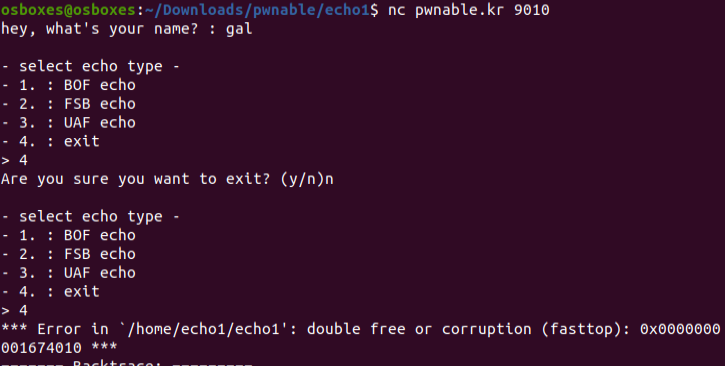 osboxes@osboxes:~/Downloads/pwnable/echo1$ nc pwnable.kr 9010
hey, what's your name? : gal
- select echo type -
- 1. : BOF echo
- 2. : FSB echo
- 3. : UAF echo
- 4. : exit
> 4
Are you sure you want to exit? (y/n)n
- select echo type -
- 1. : BOF echo
- 2. : FSB echo
- 3. : UAF echo
- 4. : exit
> 4
*** Error in `/home/echo1/echo1': double free or corruption (fasttop): 0x0000000
001674010 ***
======= Backtrace: =========